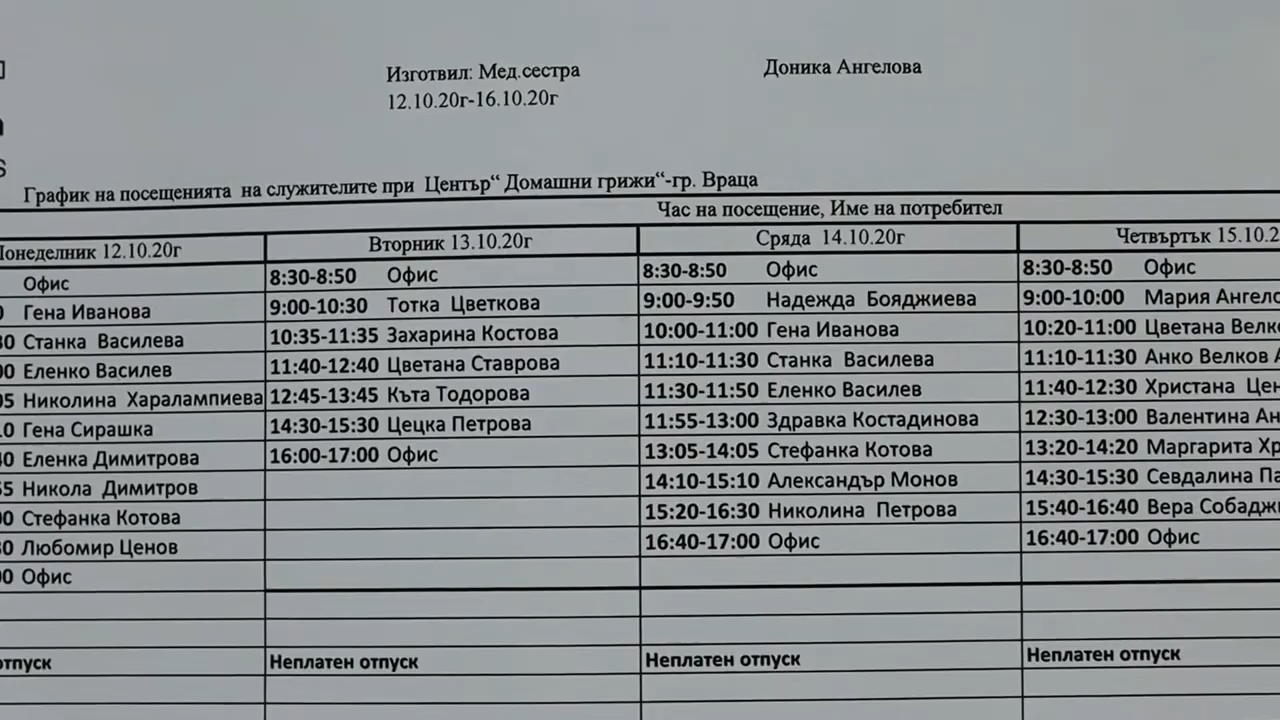 Изготвил: Мед.сестра Доника Ангелова
12.10.20г-16.10.20г
График на посещенията на служителите при Център“ Домашни грижи“-гр. Враца
Час на посещение, Име на потребител
12.10.20г Вторник 13.10.20г Сряда 14.10.20г Четвъртък
Офис 8:30-8:50 Офис 8:30-8:50 Офис 8:30-8:50 Офис
Гена Иванова 9:00-10:30 Тотка Цветкова 9:00-9:50 Надежда Бояджиева 9:00-10:00 Мария
Станка Василева 10:35-11:35 Захарина Костова 10:00-11:00 Гена Иванова 10:20-11:00 Цветана
Еленко Василев 11:40-12:40 Цветана Ставрова 11:10-11:30 Станка Василева 11:10-11:30 Анко Велков
Николина Харалампиева 12:45-13:45 Къта Тодорова 11:30-11:50 Еленко Василев 11:40-12:30 Христана
Гена Сирашка 14:30-15:30 Цецка Петрова 11:55-13:00 Здравка Костадинова 12:30-13:00 Валентина
Еленка Димитрова 16:00-17:00 Офис 13:05-14:05 Стефанка Котова 13:20-14:20 Маргарита
Никола Димитров 14:10-15:10 Александър Монов 14:30-15:30 Севдалина
Стефанка Котова 15:20-16:30 Николина Петрова 15:40-16:40 Вера
Любомир Ценов 16:40-17:00 Офис 16:40-17:00 Офис
Офис
Неплатен отпуск Неплатен отпуск Неплатен отпуск